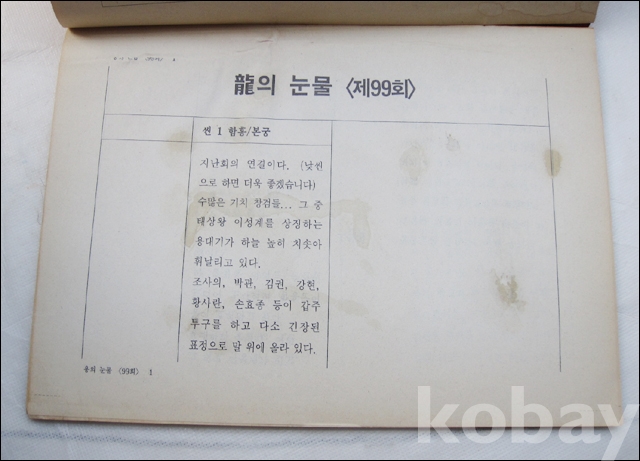 龍의 눈물 〈제99회〉
씬 1 함흥/본궁
지난회의 연결이다. (낮씬
으로 하면 더욱 좋겠습니다)
수많은 기치 창검들... 그 중
태상왕 이성계를 상징하는
용대기가 하늘 높히 치솟아
휘날리고 있다.
조사의, 박관, 김권, 강현,
황사란, 손효종 등이 갑주
투구를 하고 다소 긴장된
표정으로 말 위에 올라 있다.
용의 눈물 〈99회〉 1
kobay